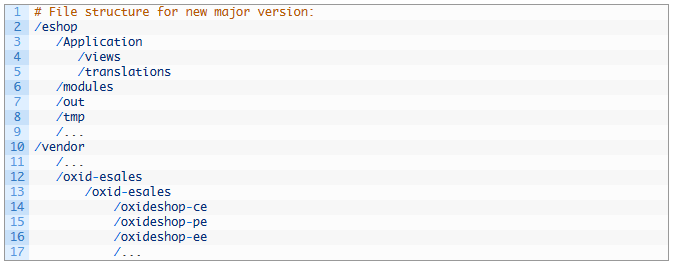 1 # File structure for new major version:
2 /eshop
3 /Application
4 /views
5 /translations
6 /modules
7 /out
8 /tmp
9 /...
10 /vendor
11 /...
12 /oxid-esales
13 /oxid-esales
14 /oxideshop-ce
15 /oxideshop-pe
16 /oxideshop-ee
17 /...